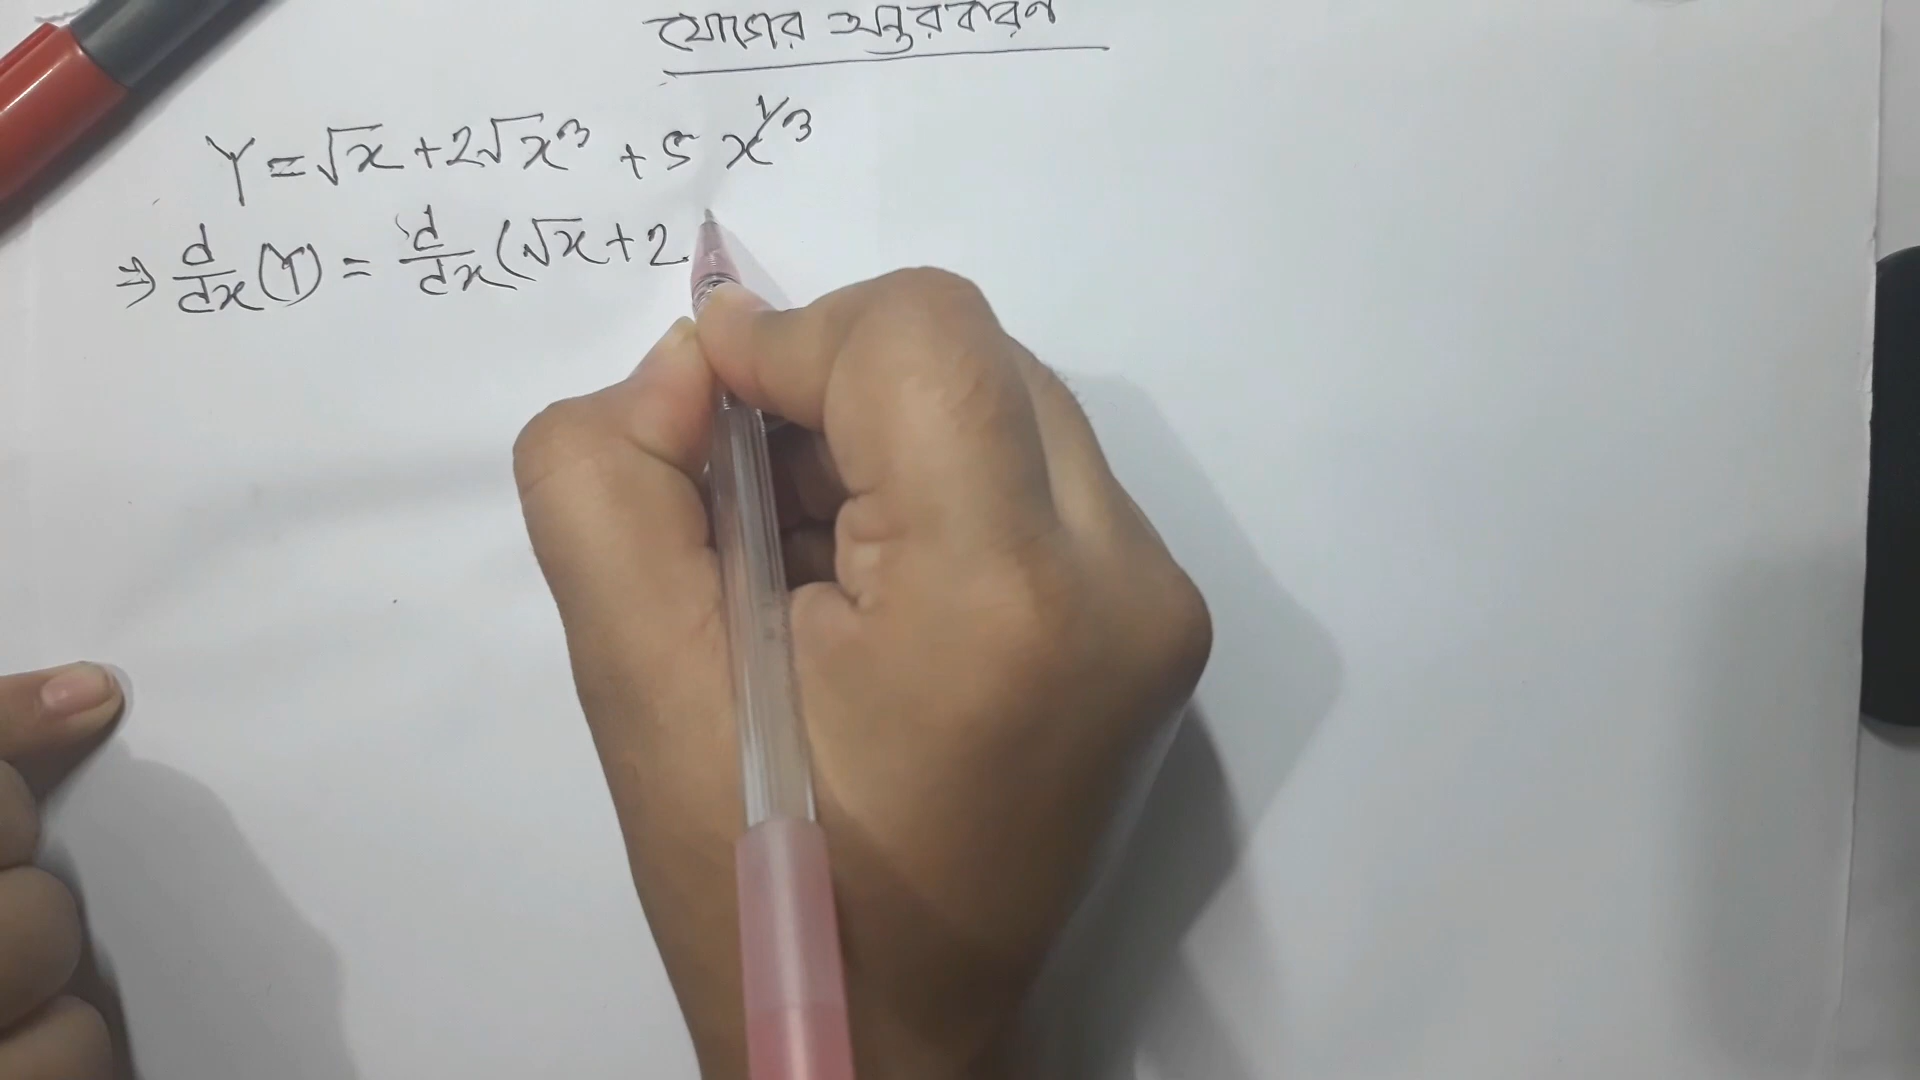 যোগের অন্তরকরণ
Y = √x + 2√x³ + 5 x^1/3
⇒ d/dx (Y) = d/dx (√x + 2